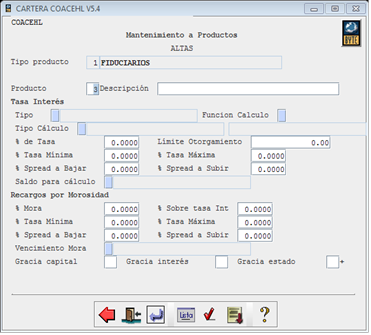 CARTERA COACEHL V5.4
COACEHL
Mantenimiento a Productos
ALTAS
BYTE
Tipo producto 1 FIDUCIARIOS
Producto 3 Descripción
Tasa Interés
Tipo Funcion Calculo
Tipo Cálculo
% de Tasa 0.0000 Limite Otorgamiento 0.00
% Tasa Mínima 0.0000 % Tasa Máxima 0.0000
% Spread a Bajar 0.0000 % Spread a Subir 0.0000
Saldo para cálculo
Recargos por Morosidad
% Mora 0.0000 % Sobre tasa Int 0.0000
% Tasa Mínima 0.0000 % Tasa Máxima 0.0000
% Spread a Bajar 0.0000 % Spread a Subir 0.0000
Vencimiento Mora
Gracia capital Gracia interés Gracia estado +
Lista ?